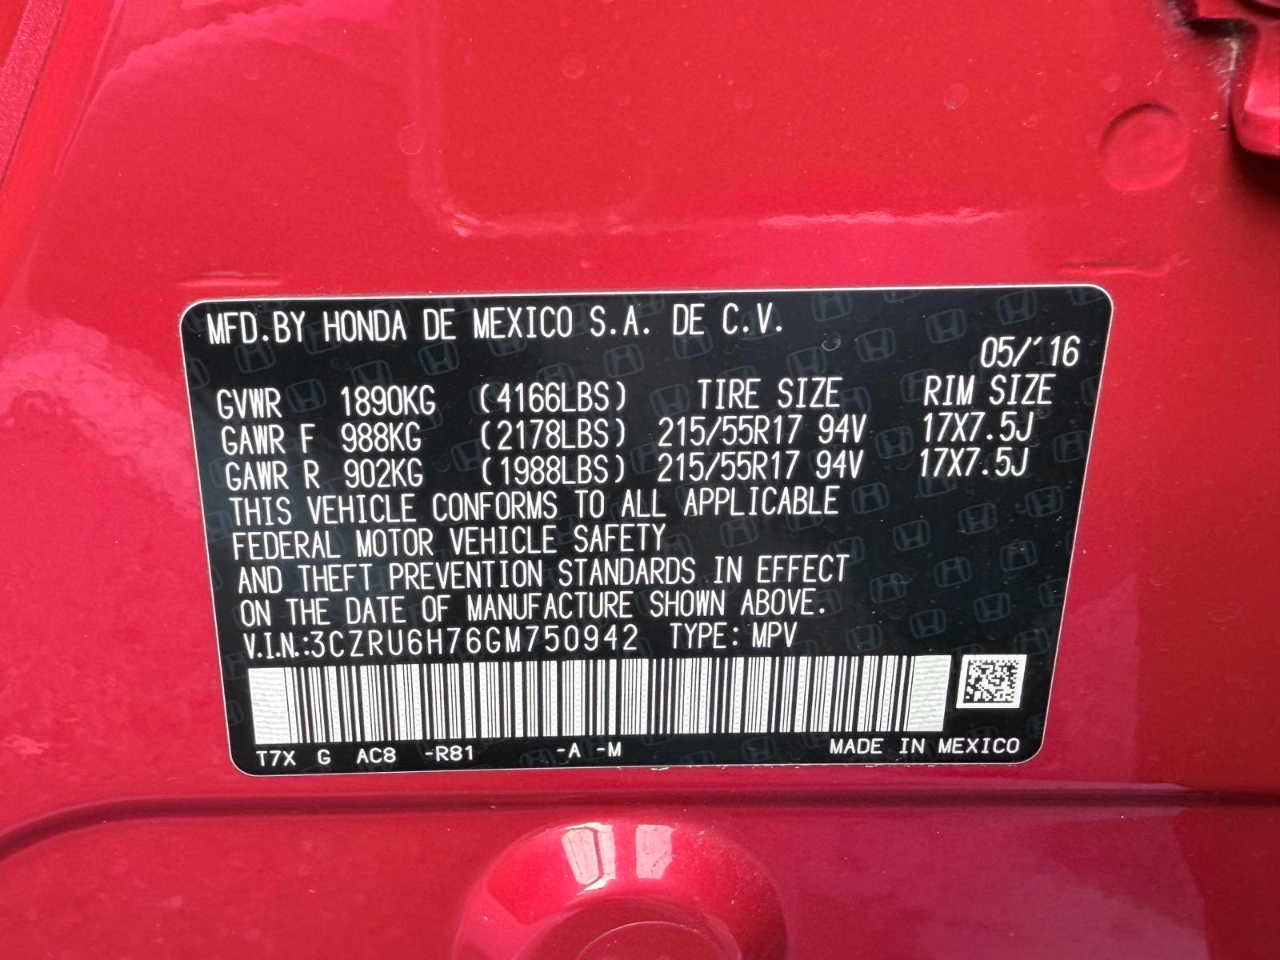 MFD.BY HONDA DE MEXICO S.A. DE C.V.
05/'16
GVWR 1890KG (4166LBS) TIRE SIZE RIM SIZE
GAWR F 988KG (2178LBS) 215/55R17 94V 17X7.5J
GAWR R 902KG (1988LBS) 215/55R17 94V 17X7.5J
THIS VEHICLE CONFORMS TO ALL APPLICABLE
FEDERAL MOTOR VEHICLE SAFETY
AND THEFT PREVENTION STANDARDS IN EFFECT
ON THE DATE OF MANUFACTURE SHOWN ABOVE.
V.I.N.:3CZRU6H76GM750942 TYPE: MPV
T7X G AC8 -R81 -A -M MADE IN MEXICO